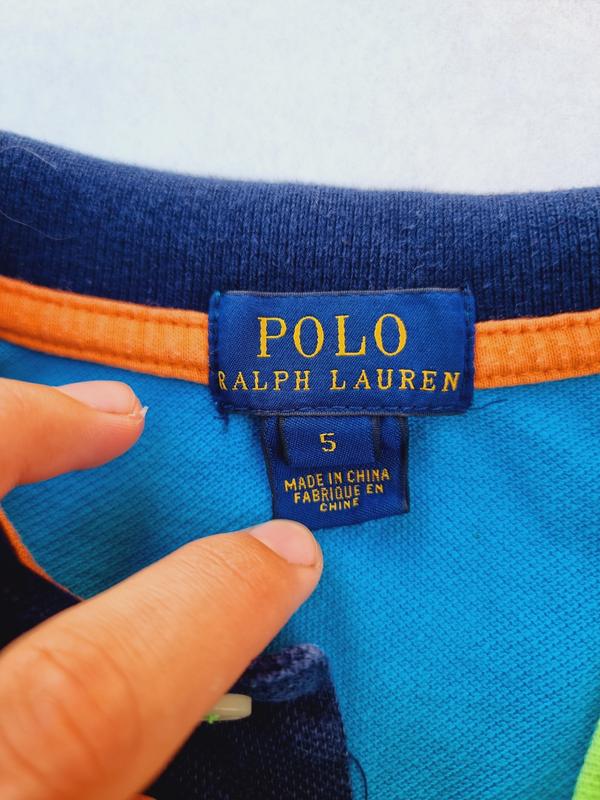 POLO
RALPH LAUREN
5
MADE IN CHINA
FABRIQUE EN
CHINE